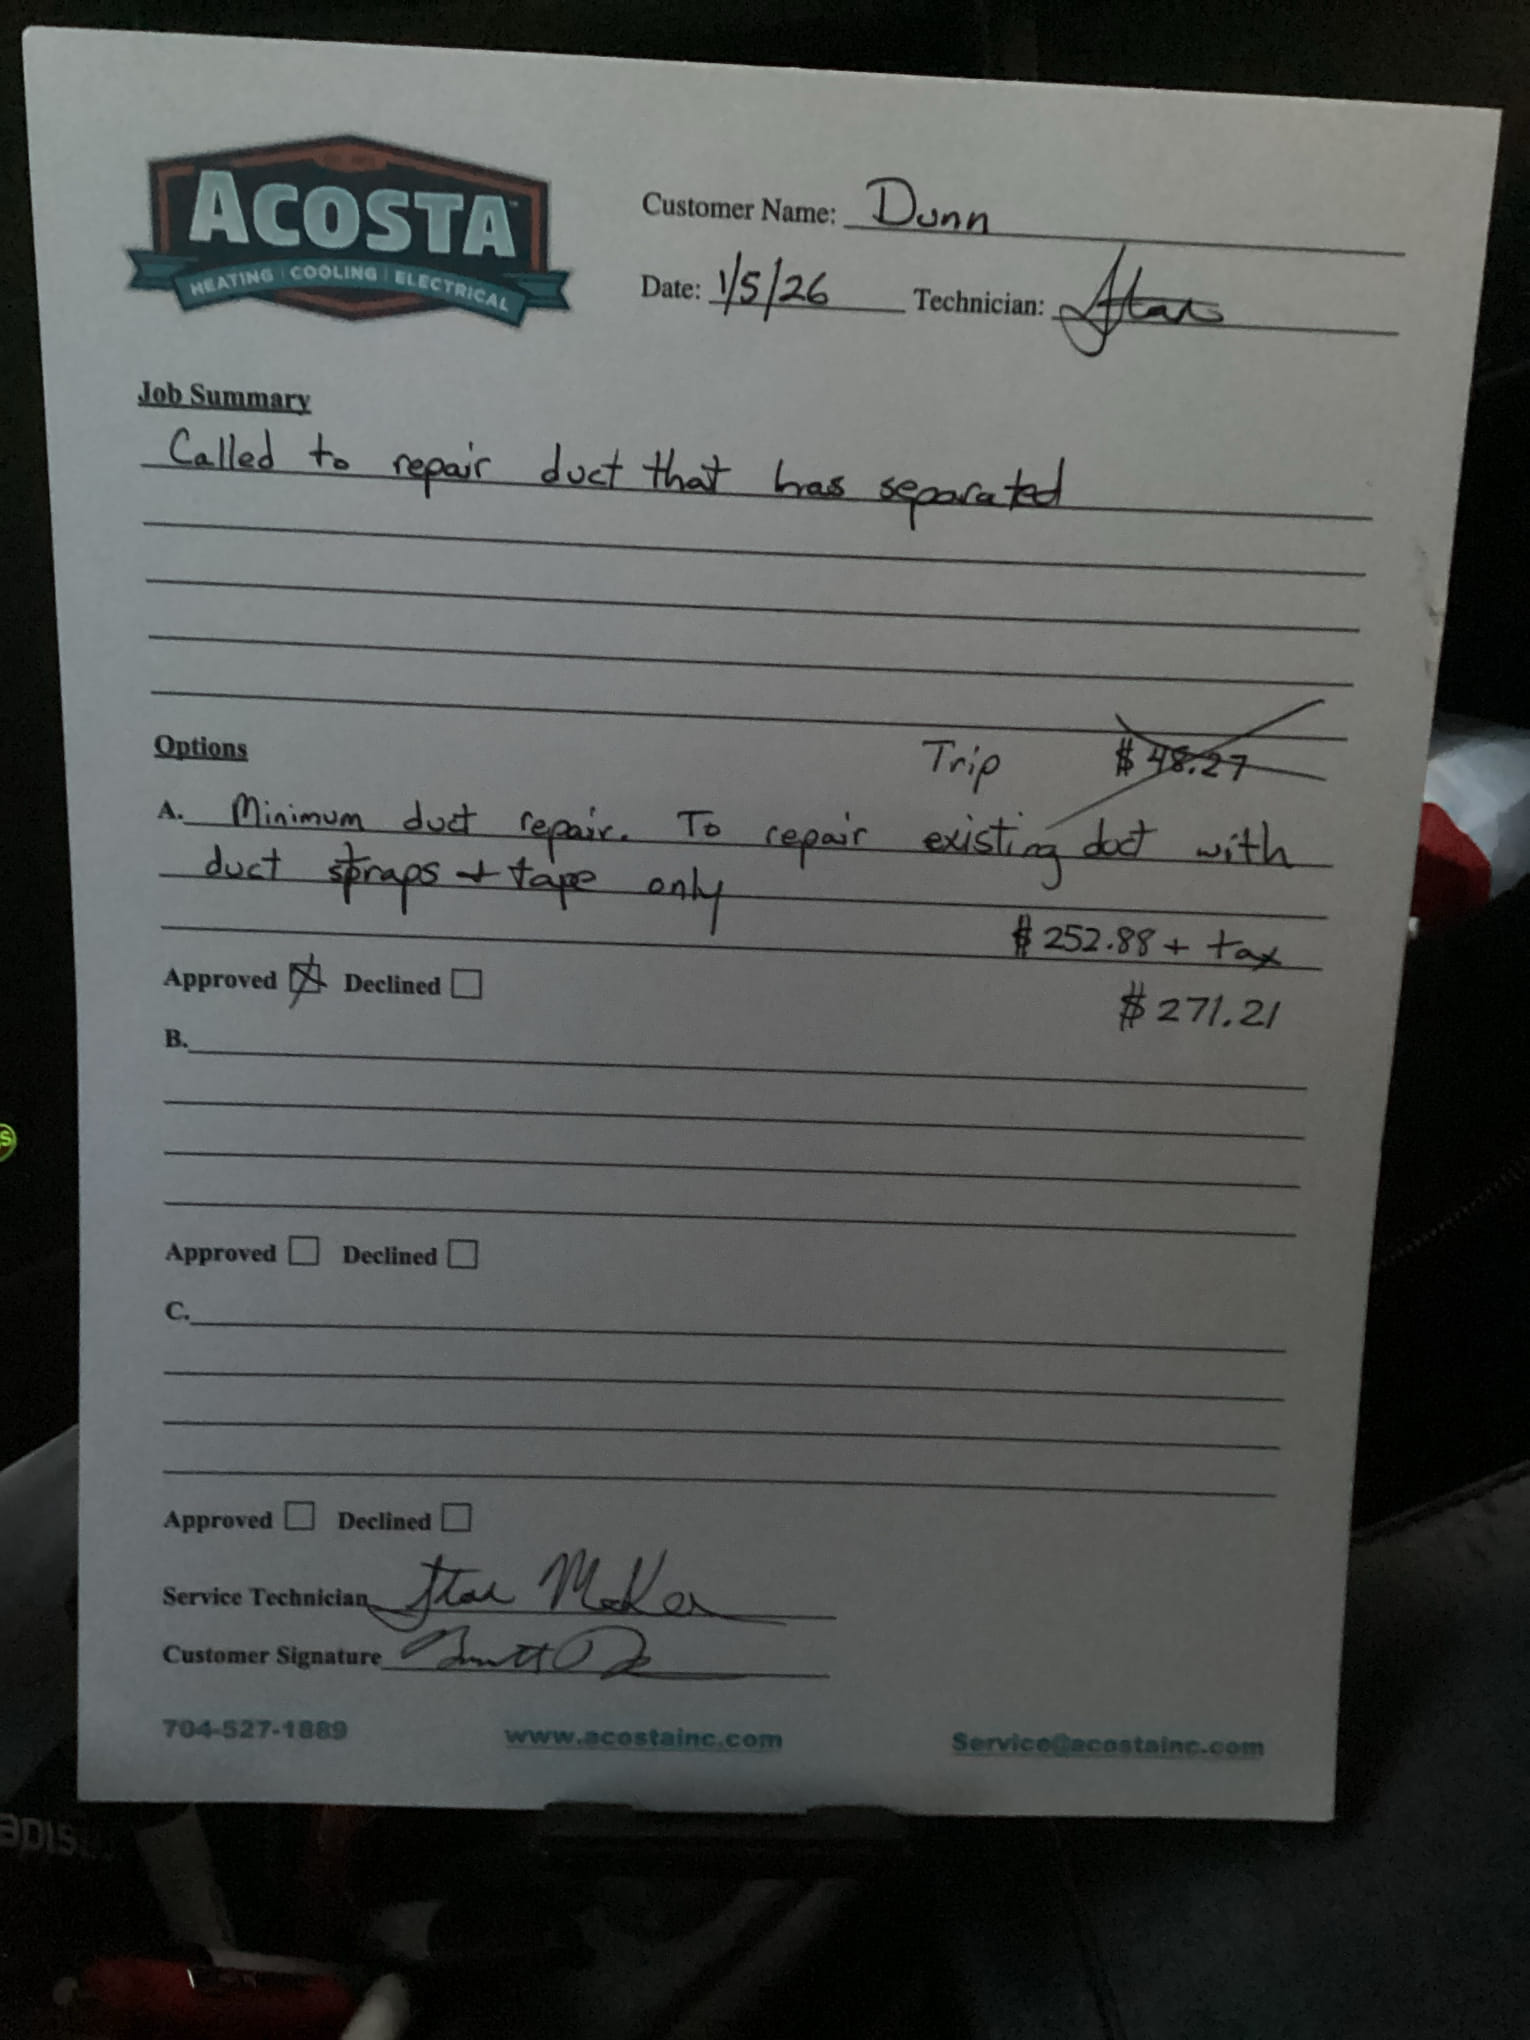 ACOSTA™
HEATING | COOLING | ELECTRICAL
Customer Name: Dunn
Date: 1/5/26 Technician:
Job Summary
Called to repair duct that has separated
Options
Trip $48.27
A. Minimum duct repair. To repair existing duct with
duct straps + tape only
$252.88 + tax
Approved Declined
$271.21
B.
Approved Declined
C.
Approved Declined
Service Technician
Customer Signature
704-527-1889 www.acostainc.com Service@acostainc.com